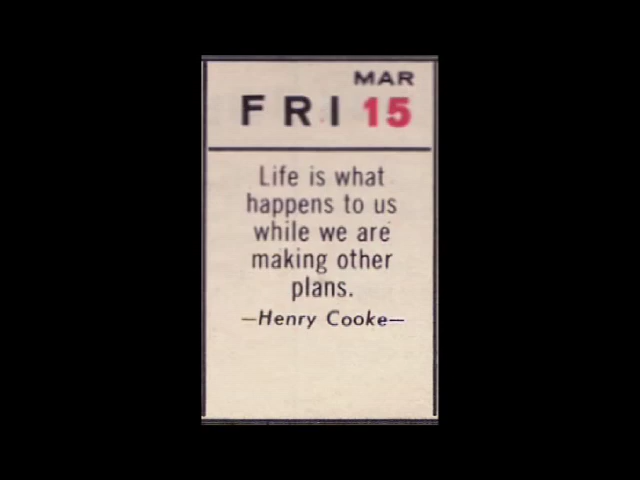 MAR
FRI 15
Life is what
happens to us
while we are
making other
plans.
—Henry Cooke—